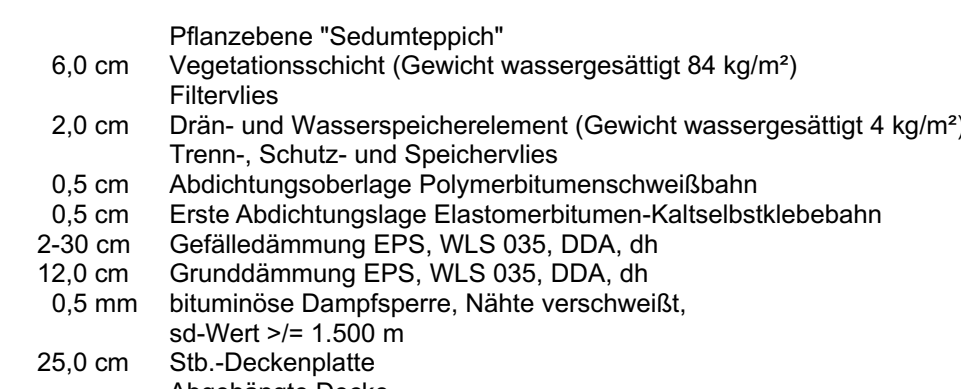 Pflanzebene "Sedumteppich"
6,0 cm Vegetationsschicht (Gewicht wassergesättigt 84 kg/m²)
Filtervlies
2,0 cm Drän- und Wasserspeicherelement (Gewicht wassergesättigt 4 kg/m²)
Trenn-, Schutz- und Speichervlies
0,5 cm Abdichtungsoberlage Polymerbitumenschweißbahn
0,5 cm Erste Abdichtungslage Elastomerbitumen-Kaltselbstklebebahn
2-30 cm Gefälledämmung EPS, WLS 035, DDA, dh
12,0 cm Grunddämmung EPS, WLS 035, DDA, dh
0,5 mm bituminöse Dampfsperre, Nähte verschweißt,
sd-Wert >/= 1.500 m
25,0 cm Stb.-Deckenplatte
Abgehängte Decke